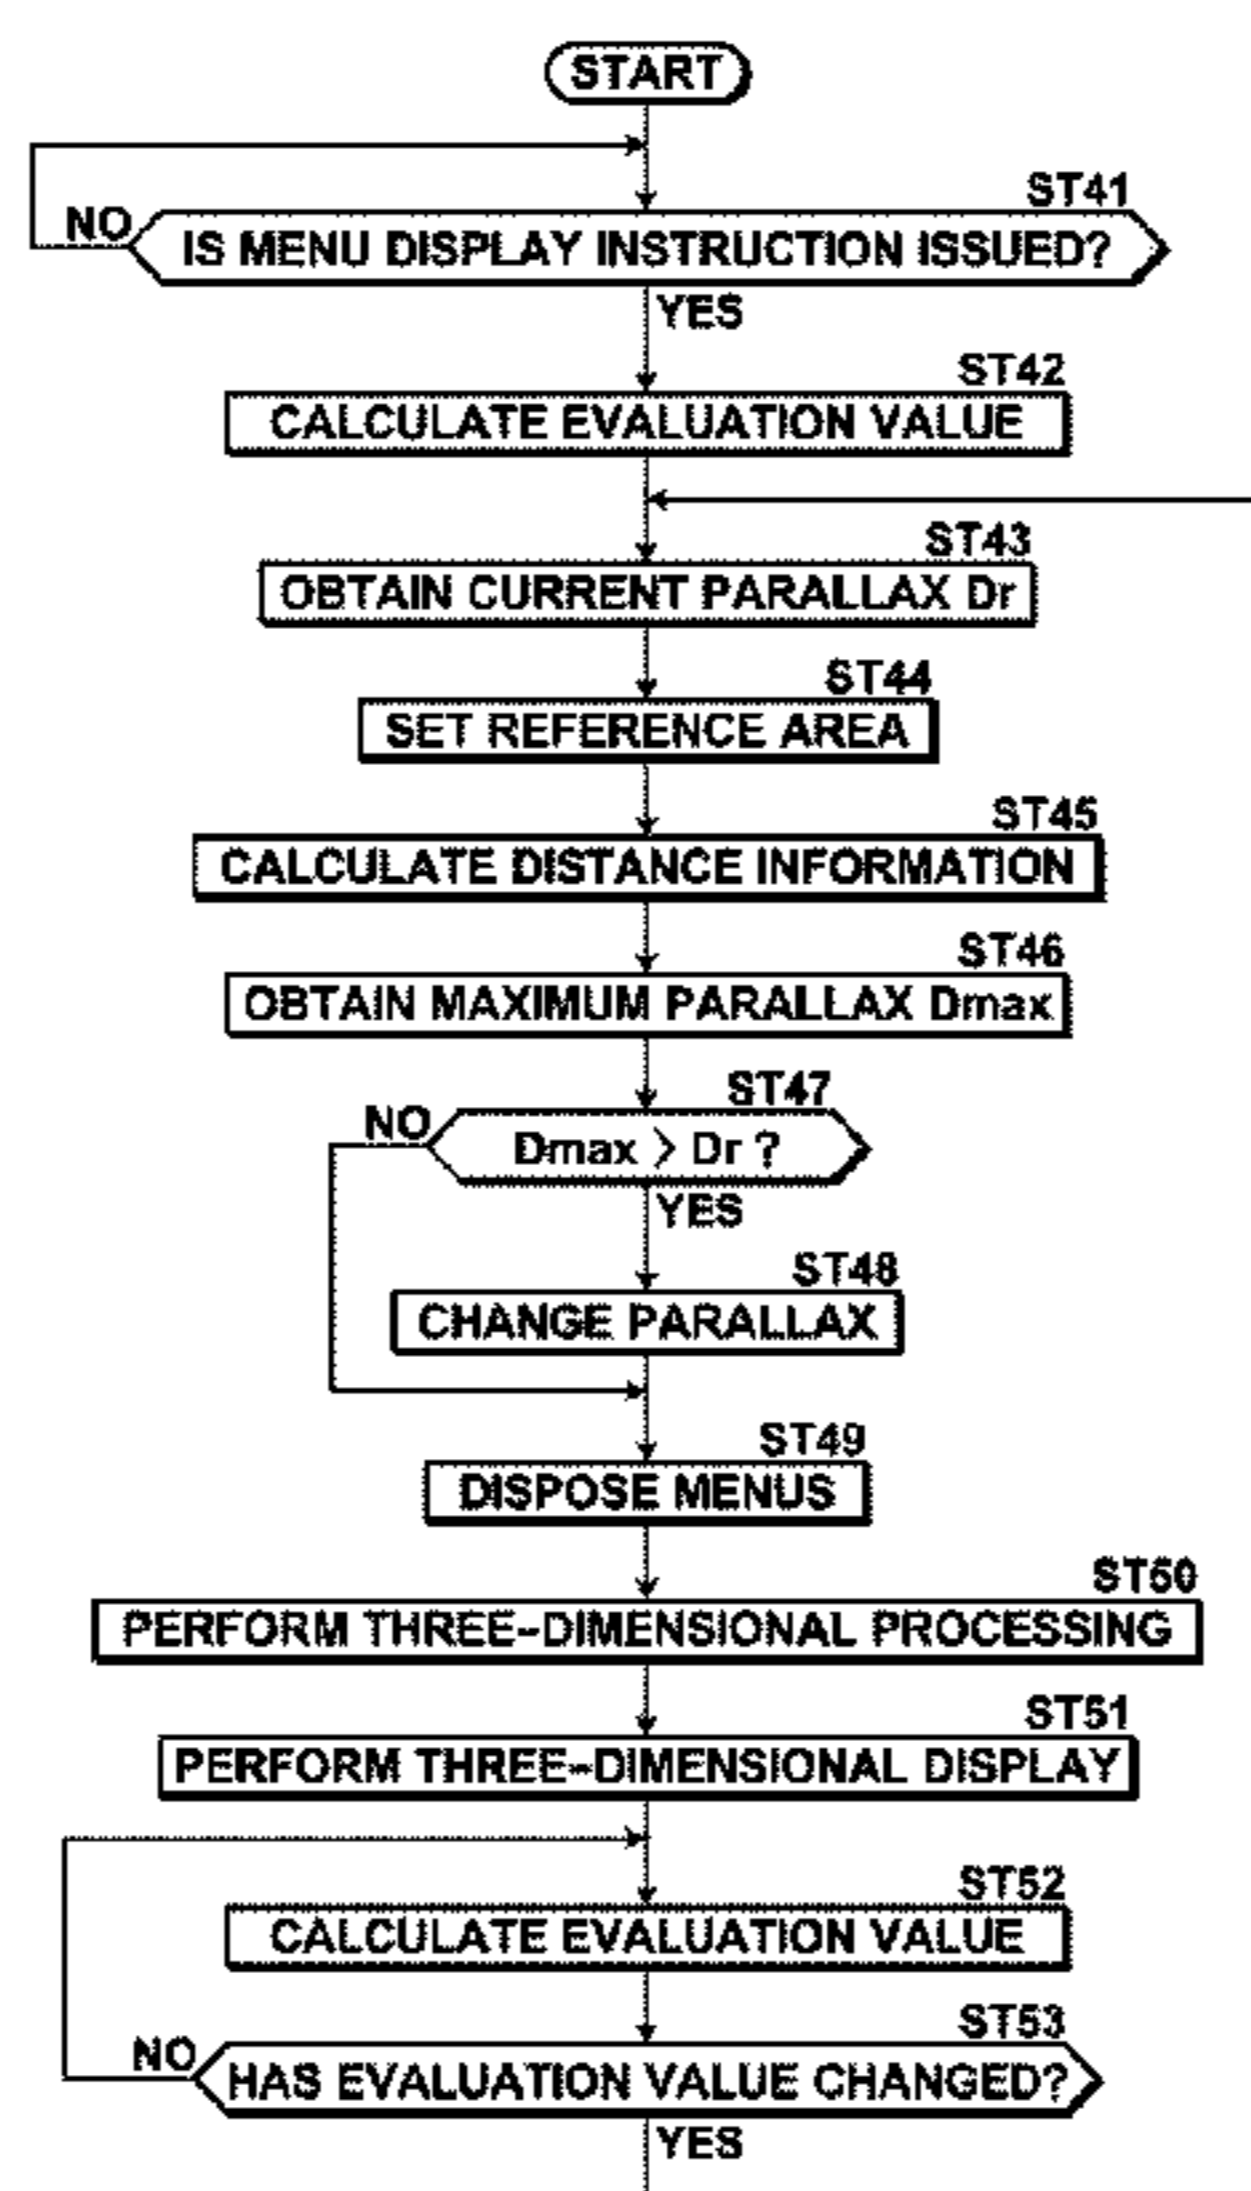 START
ST41
NO
IS MENU DISPLAY INSTRUCTION ISSUED?
YES
ST42
CALCULATE EVALUATION VALUE
ST43
OBTAIN CURRENT PARALLAX Dr
ST44
SET REFERENCE AREA
ST45
CALCULATE DISTANCE INFORMATION
ST46
OBTAIN MAXIMUM PARALLAX Dmax
ST47
NO
Dmax > Dr ?
YES
ST48
CHANGE PARALLAX
ST49
DISPOSE MENUS
ST50
PERFORM THREE-DIMENSIONAL PROCESSING
ST51
PERFORM THREE-DIMENSIONAL DISPLAY
ST52
CALCULATE EVALUATION VALUE
ST53
NO
HAS EVALUATION VALUE CHANGED?
YES